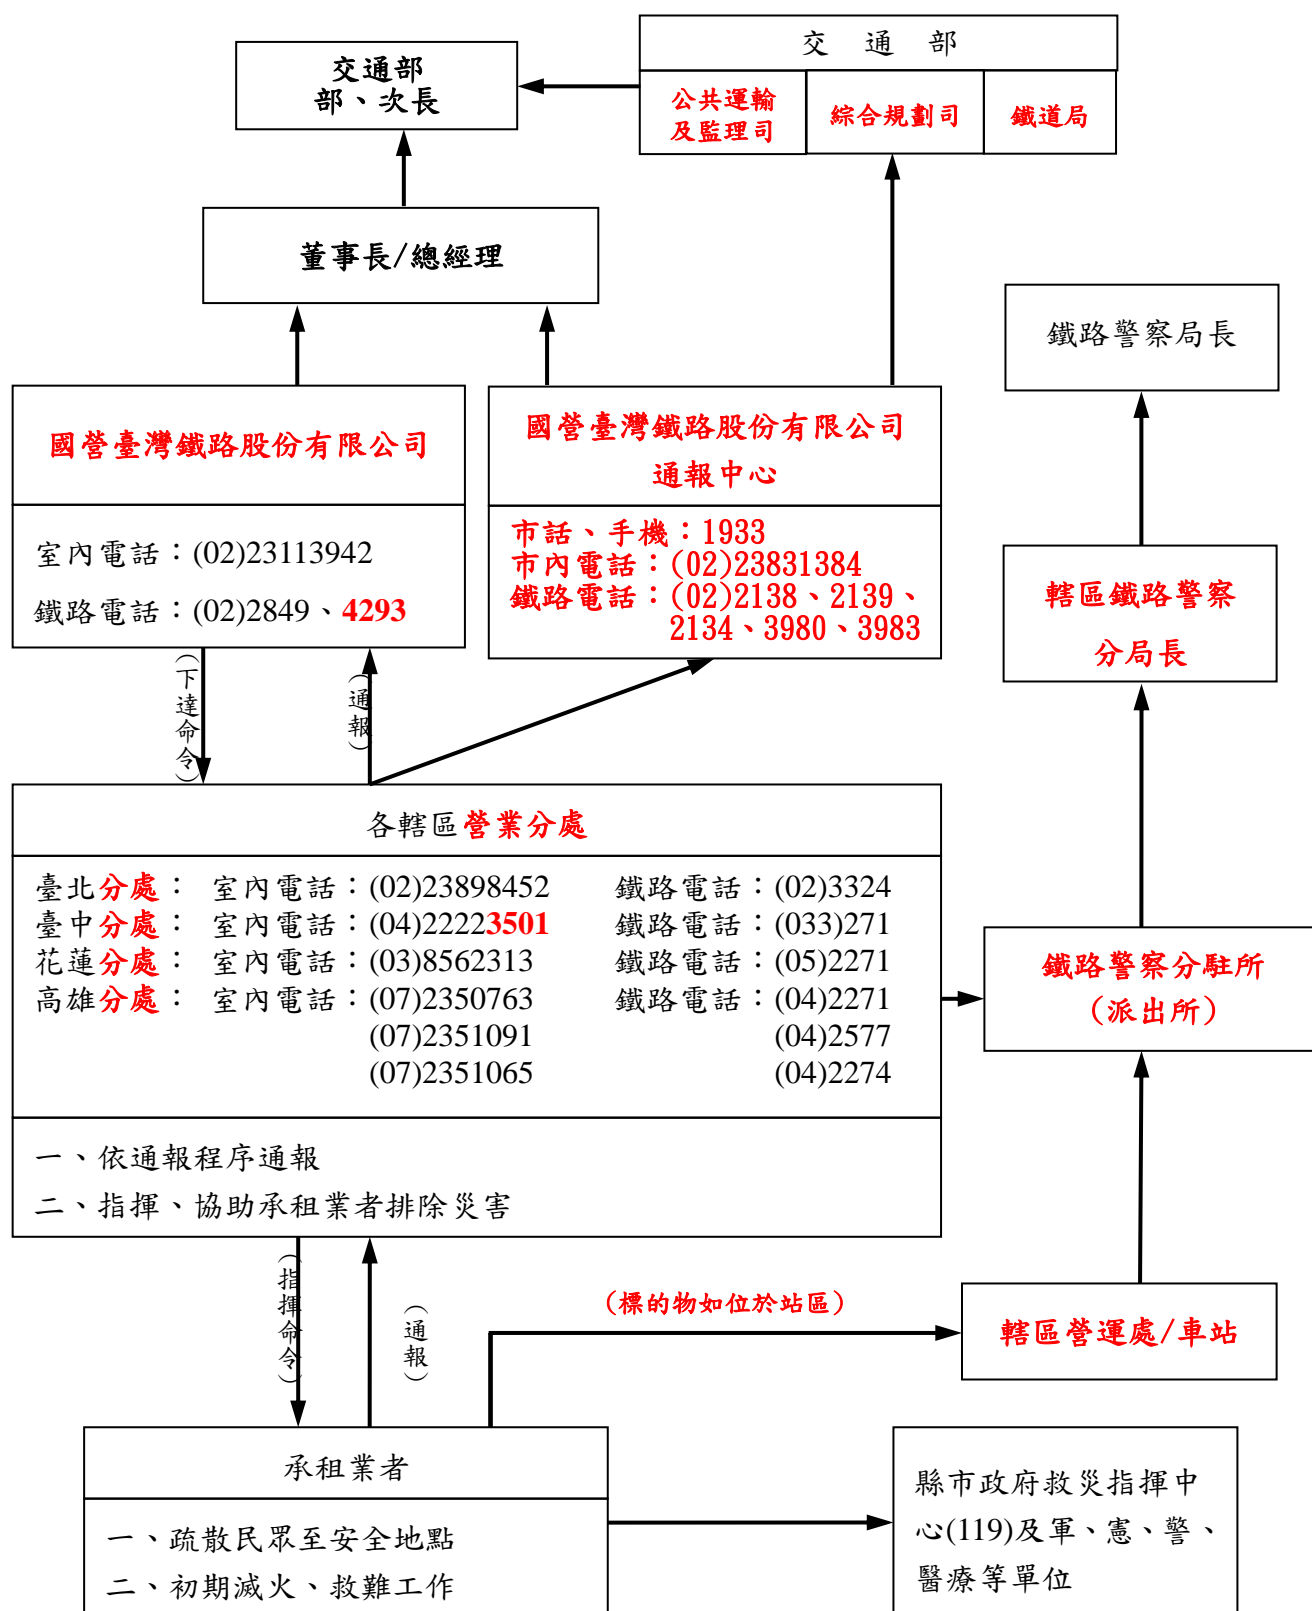 交通部
公共運輸
及監理司
綜合規劃司
鐵道局
交通部
部、次長
董事長/總經理
鐵路警察局長
國營臺灣鐵路股份有限公司
室內電話：(02)23113942
鐵路電話：(02)2849、4293
國營臺灣鐵路股份有限公司
通報中心
市話、手機：1933
市內電話：(02)23831384
鐵路電話：(02)2138、2139、
2134、3980、3983
轄區鐵路警察
分局長
(下達命令)
(通報)
各轄區營業分處
臺北分處： 室內電話：(02)23898452 鐵路電話：(02)3324
臺中分處： 室內電話：(04)22223501 鐵路電話：(033)271
花蓮分處： 室內電話：(03)8562313 鐵路電話：(05)2271
高雄分處： 室內電話：(07)2350763 鐵路電話：(04)2271
(07)2351091 (04)2577
(07)2351065 (04)2274
一、依通報程序通報
二、指揮、協助承租業者排除災害
鐵路警察分駐所
(派出所)
(指揮命令)
(通報)
(標的物如位於站區)
轄區營運處/車站
承租業者
一、疏散民眾至安全地點
二、初期滅火、救難工作
縣市政府救災指揮中
心(119)及軍、憲、警、
醫療等單位